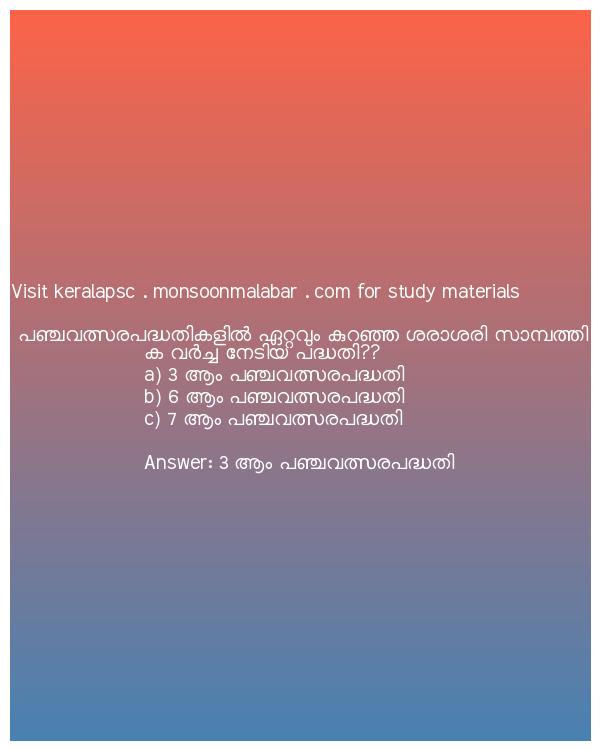 Visit keralapsc . monsoonmalabar . com for study materials
പഞ്ചവത്സരപദ്ധതികളിൽ ഏറ്റവും കുറഞ്ഞ ശരാശരി സാമ്പത്തി
ക വർച്ച നേടിയ പദ്ധതി??
a) 3 ആം പഞ്ചവത്സരപദ്ധതി
b) 6 ആം പഞ്ചവത്സരപദ്ധതി
c) 7 ആം പഞ്ചവത്സരപദ്ധതി
Answer: 3 ആം പഞ്ചവത്സരപദ്ധതി